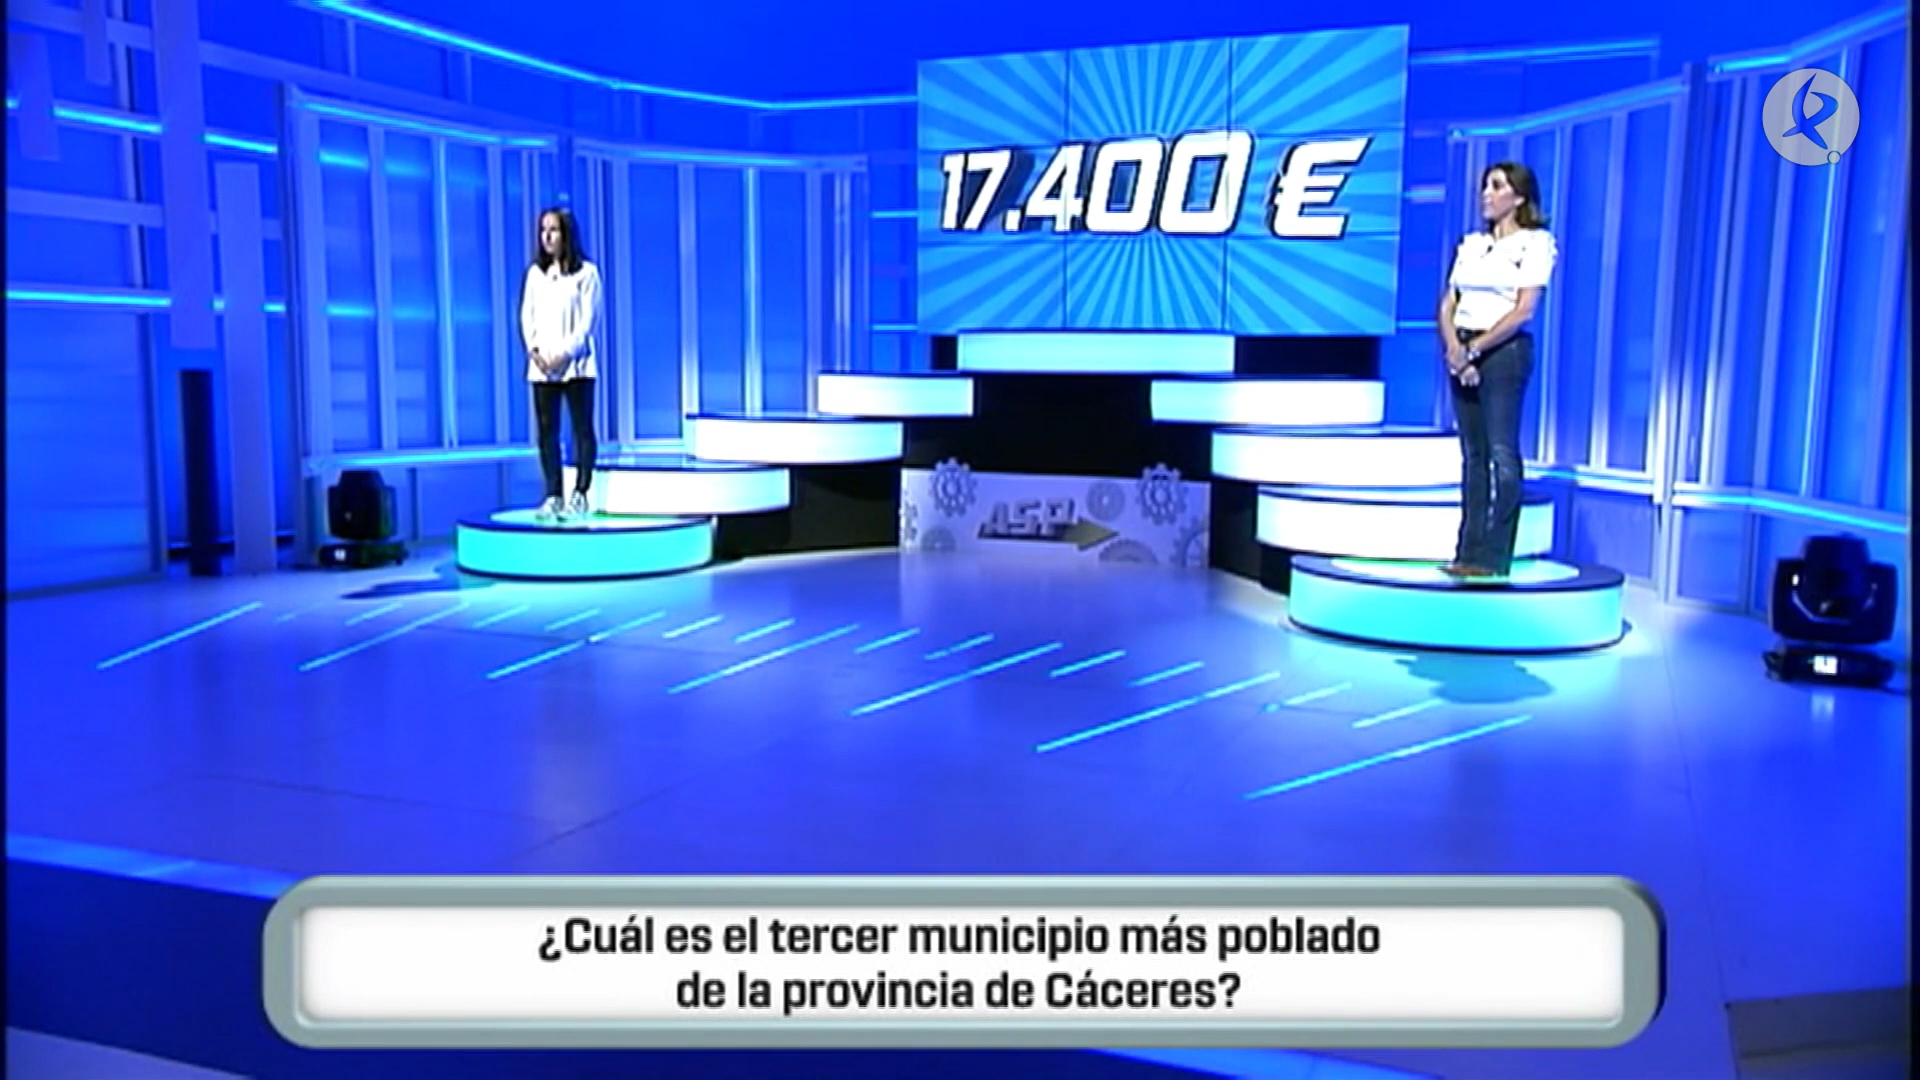 17.400 €
A.S.P.
¿Cuál es el tercer municipio más poblado
de la provincia de Cáceres?